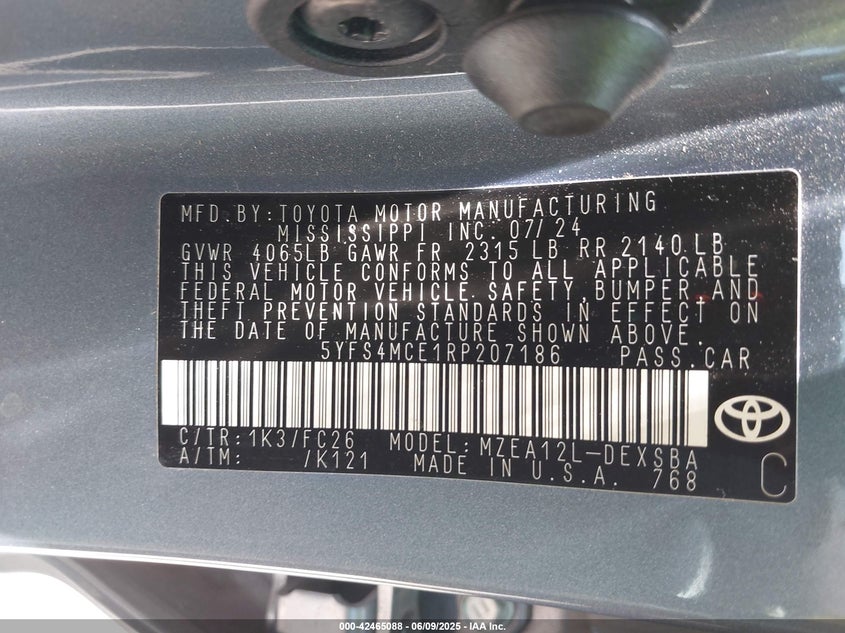 MFD.BY:TOYOTA MOTOR MANUFACTURING
MISSISSIPPI INC. 07/24
GVWR 4065LB GAWR FR 2315 LB RR 2140 LB
THIS VEHICLE CONFORMS TO ALL APPLICABLE
FEDERAL MOTOR VEHICLE SAFETY,BUMPER,AND
THEFT PREVENTION STANDARDS IN EFFECT ON
THE DATE OF MANUFACTURE SHOWN ABOVE.
5YFS4MCE1RP207186 PASS.CAR
C/TR:1K3/FC26 MODEL:MZEA12L-DEXSBA
A/TM: /K121 MADE IN U.S.A. 768
C
000-42465088 - 06/09/2025 - IAA Inc.